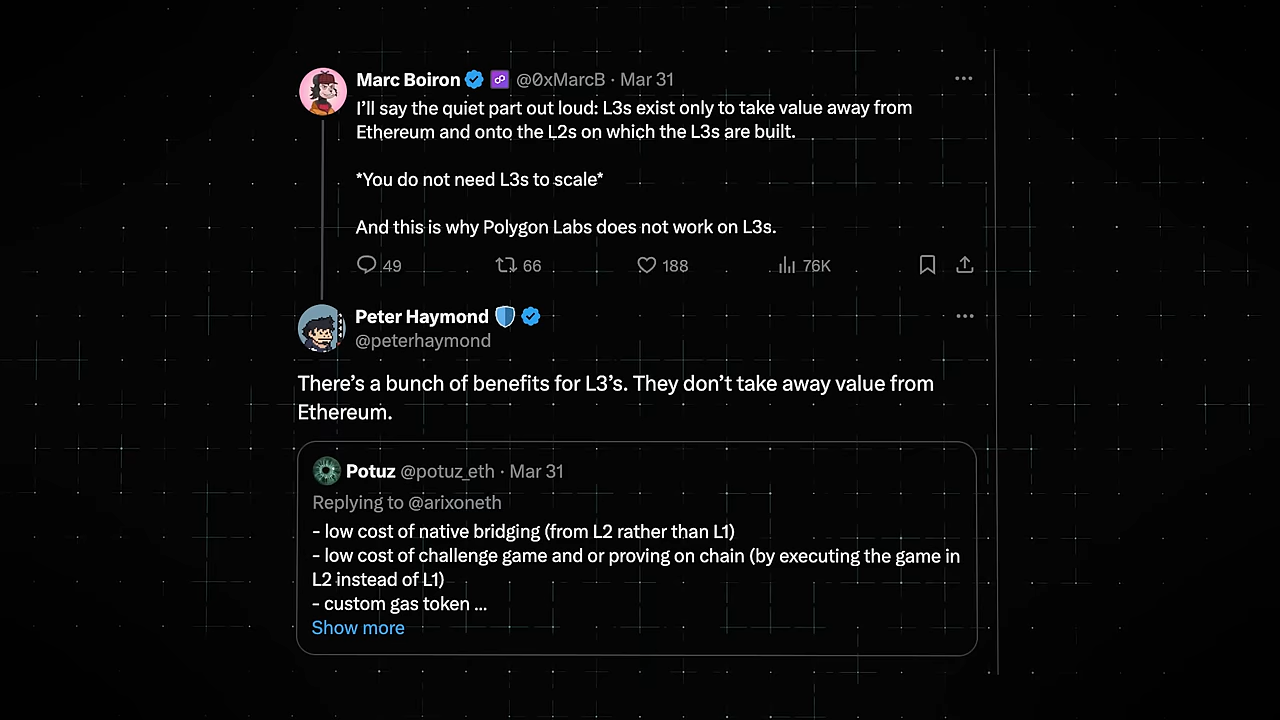 Marc Boiron @0xMarcB · Mar 31
I’ll say the quiet part out loud: L3s exist only to take value away from
Ethereum and onto the L2s on which the L3s are built.
*You do not need L3s to scale*
And this is why Polygon Labs does not work on L3s.
49 66 188 76K
Peter Haymond
@peterhaymond
There’s a bunch of benefits for L3’s. They don’t take away value from
Ethereum.
Potuz @potuz_eth · Mar 31
Replying to @arixoneth
- low cost of native bridging (from L2 rather than L1)
- low cost of challenge game and or proving on chain (by executing the game in
L2 instead of L1)
- custom gas token ...
Show more